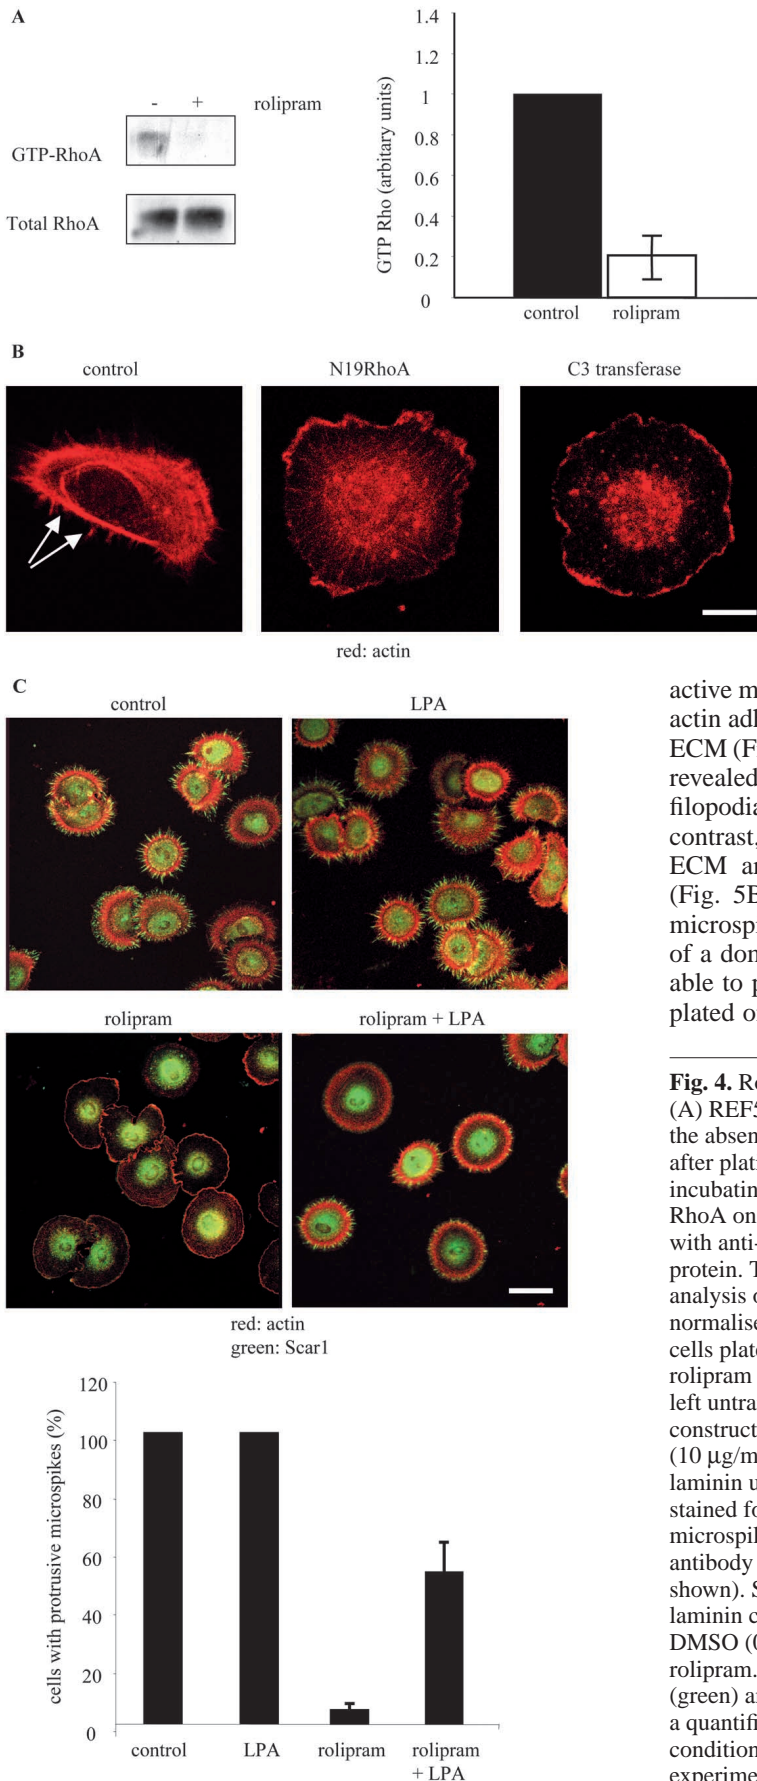 A
- + rolipram
GTP-RhoA
Total RhoA
GTP Rho (arbitary units)
1.4
1.2
1
0.8
0.6
0.4
0.2
0
control rolipram
B
control N19RhoA C3 transferase
red: actin
C
control LPA
rolipram rolipram + LPA
red: actin
green: Scar1
cells with protrusive microspikes (%)
120
100
80
60
40
20
0
control LPA rolipram rolipram
+ LPA
active m
actin adl
ECM (F
revealed
filopodia
contrast,
ECM ar
(Fig. 5B
microspi
of a don
able to p
plated o
Fig. 4. R
(A) REF5
the absen
after plati
incubatin
RhoA on
with anti-
protein. T
analysis o
normalise
cells plate
rolipram
left untra
construct
(10 μg/m
laminin u
stained fo
microspik
antibody
shown). S
laminin c
DMSO (0
rolipram.
(green) a
a quantifi
condition
experime